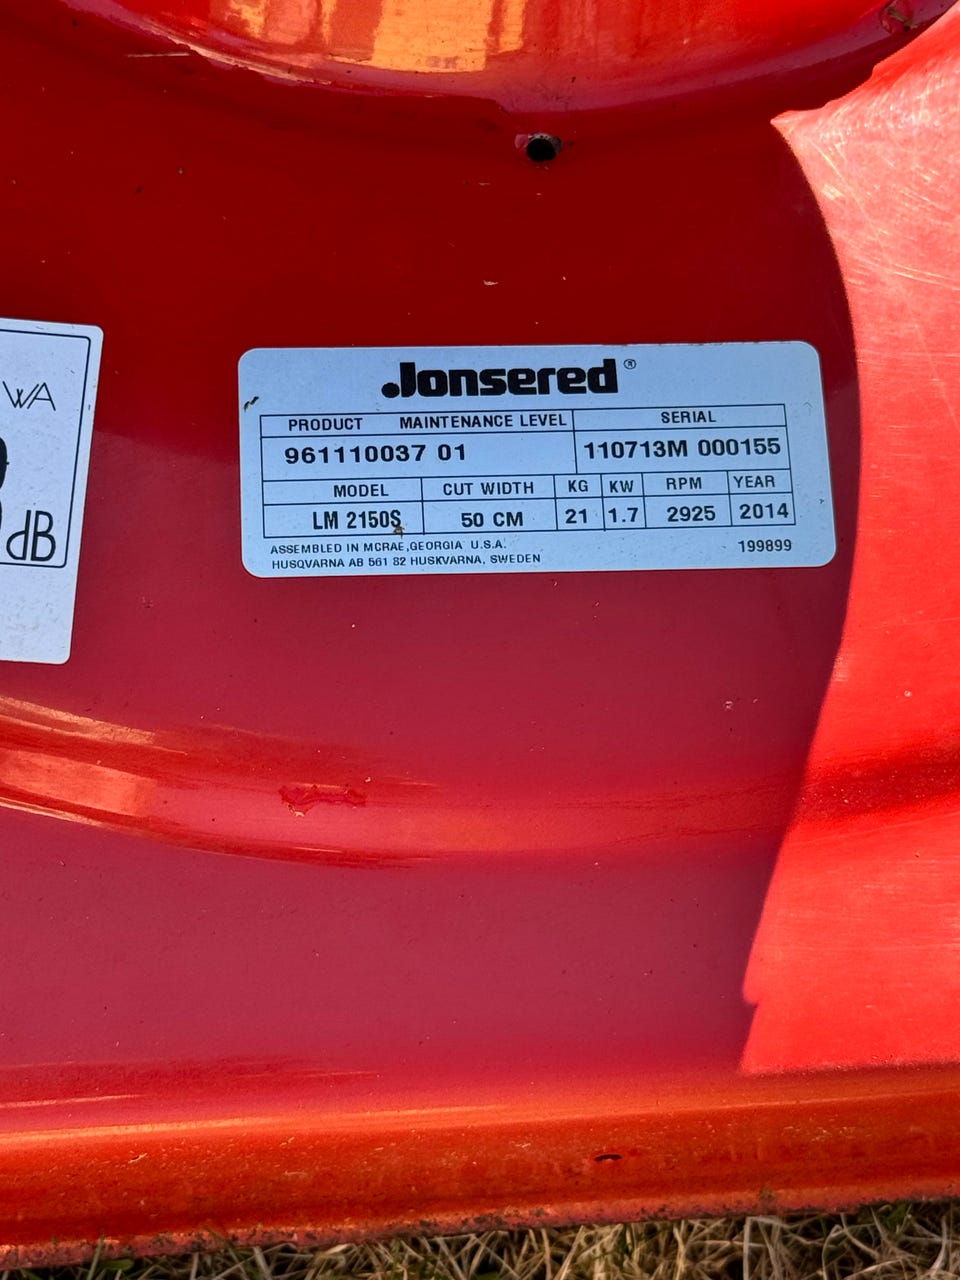 WA
dB
Jonsered®
PRODUCT MAINTENANCE LEVEL SERIAL
961110037 01 110713M 000155
MODEL CUT WIDTH KG KW RPM YEAR
LM 2150S 50 CM 21 1.7 2925 2014
ASSEMBLED IN MCRAE,GEORGIA U.S.A. 199899
HUSQVARNA AB 561 82 HUSKVARNA, SWEDEN